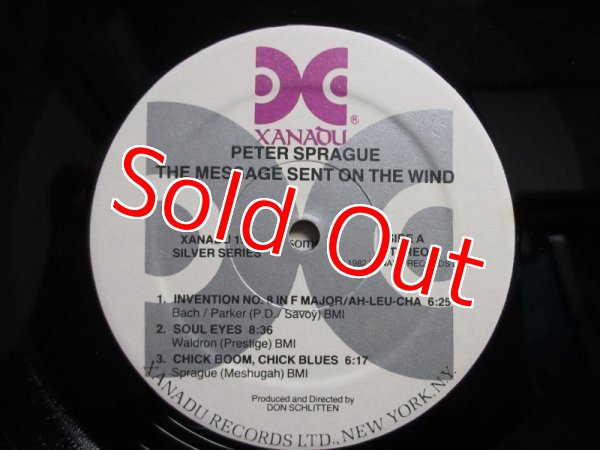 XANADU ®
PETER SPRAGUE
THE MESSAGE SENT ON THE WIND
Sold Out
XANADU
SILVER SERIES
SIDE A
1982
1. INVENTION NO. 8 IN F MAJOR/AH-LEU-CHA 6:25
Bach / Parker (P.D./ Savoy) BMI
2. SOUL EYES 8:36
Waldron (Prestige) BMI
3. CHICK BOOM, CHICK BLUES 6:17
Sprague (Meshugah) BMI
Produced and Directed by
DON SCHLITTEN
XANADU RECORDS LTD., NEW YORK, N.Y.